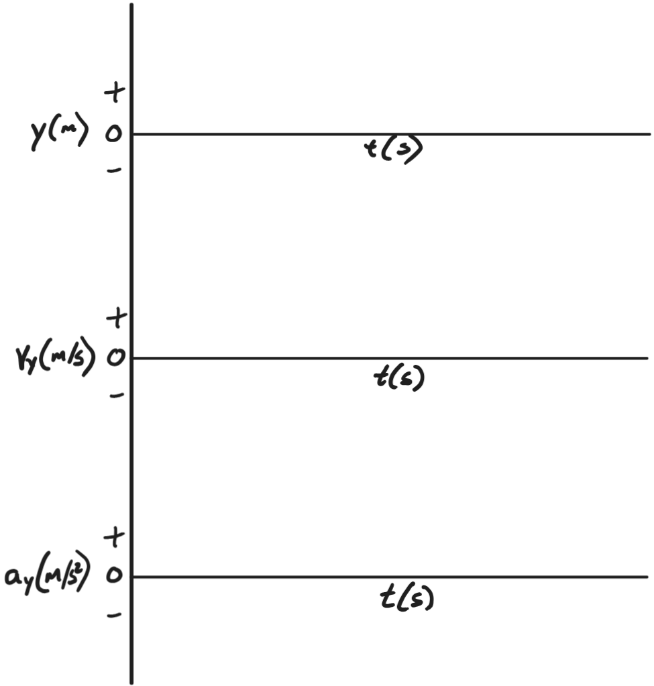 +
y(m) 0
t(s)
-
+
Vy(m/s) 0
t(s)
-
+
ay(m/s²) 0
t(s)
-